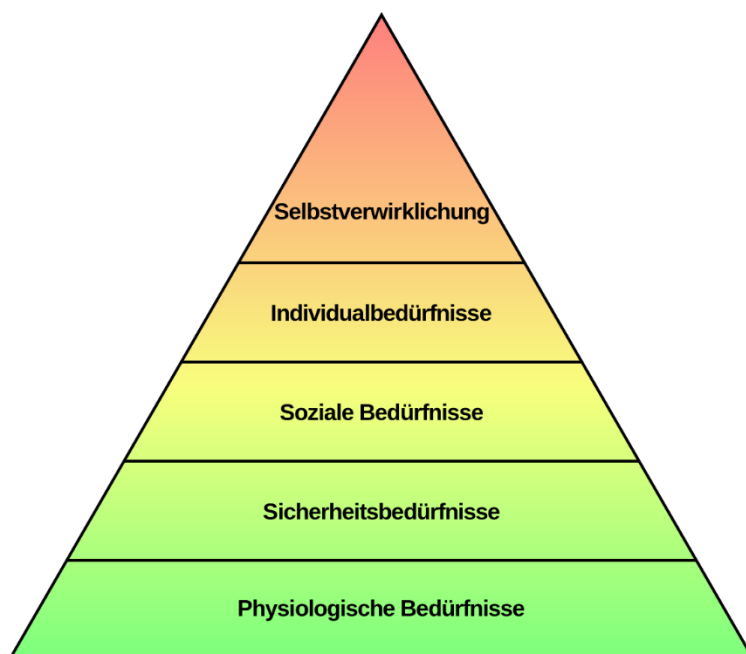 Selbstverwirklichung
Individualbedürfnisse
Soziale Bedürfnisse
Sicherheitsbedürfnisse
Physiologische Bedürfnisse